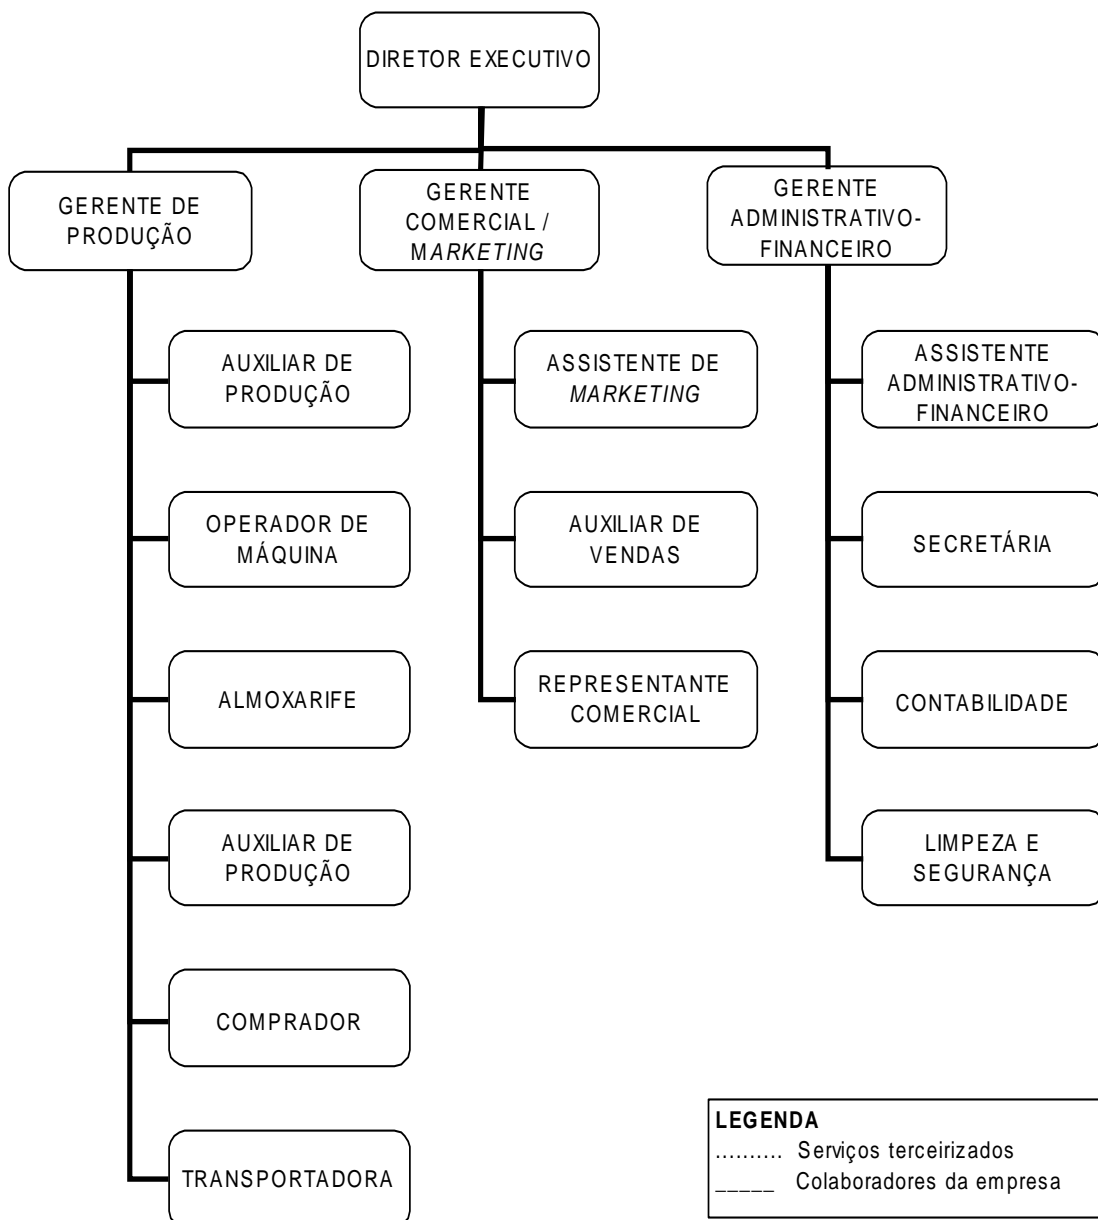 DIRETOR EXECUTIVO
GERENTE DE
PRODUÇÃO
GERENTE
COMERCIAL /
MARKETING
GERENTE
ADMINISTRATIVO-
FINANCEIRO
AUXILIAR DE
PRODUÇÃO
ASSISTENTE DE
MARKETING
ASSISTENTE
ADMINISTRATIVO-
FINANCEIRO
OPERADOR DE
MÁQUINA
AUXILIAR DE
VENDAS
SECRETÁRIA
ALMOXARIFE
REPRESENTANTE
COMERCIAL
CONTABILIDADE
AUXILIAR DE
PRODUÇÃO
LIMPEZA E
SEGURANÇA
COMPRADOR
TRANSPORTADORA
LEGENDA
.......... Serviços terceirizados
_____ Colaboradores da empresa